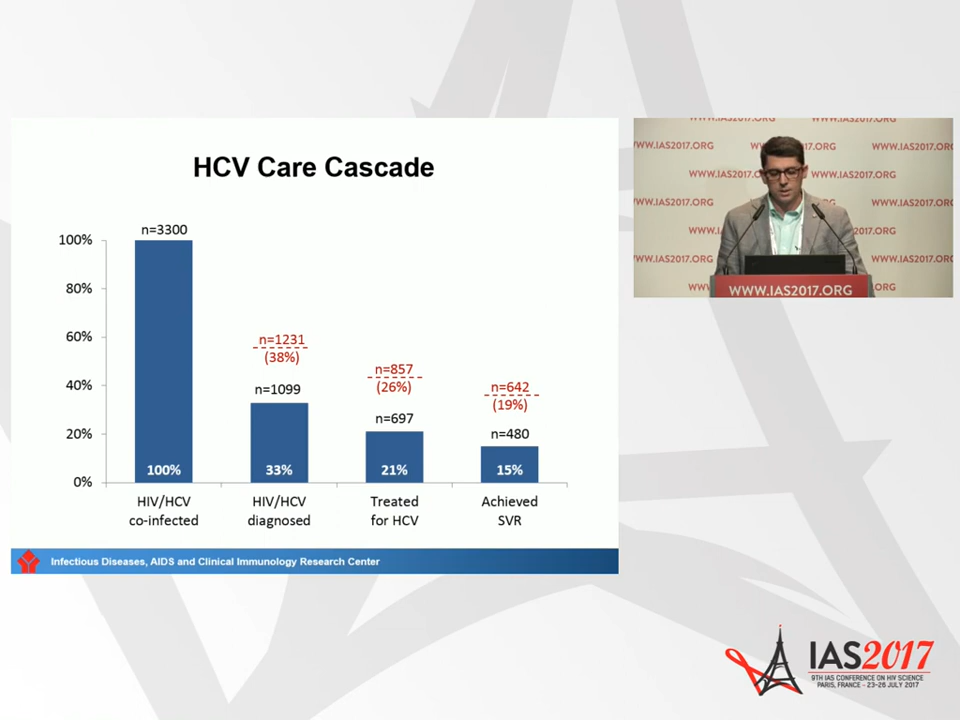 HCV Care Cascade
n=3300
100%
80%
60%
40%
20%
0%
n=1231
(38%)
n=1099
n=857
(26%)
n=697
n=642
(19%)
n=480
100%
33%
21%
15%
HIV/HCV
co-infected
HIV/HCV
diagnosed
Treated
for HCV
Achieved
SVR
Infectious Diseases, AIDS and Clinical Immunology Research Center
WWW.IAS2017.ORG
WWW.IAS2017.ORG
WWW.IAS2017.ORG
IAS2017
9TH IAS CONFERENCE ON HIV SCIENCE
PARIS, FRANCE - 23-26 JULY 2017